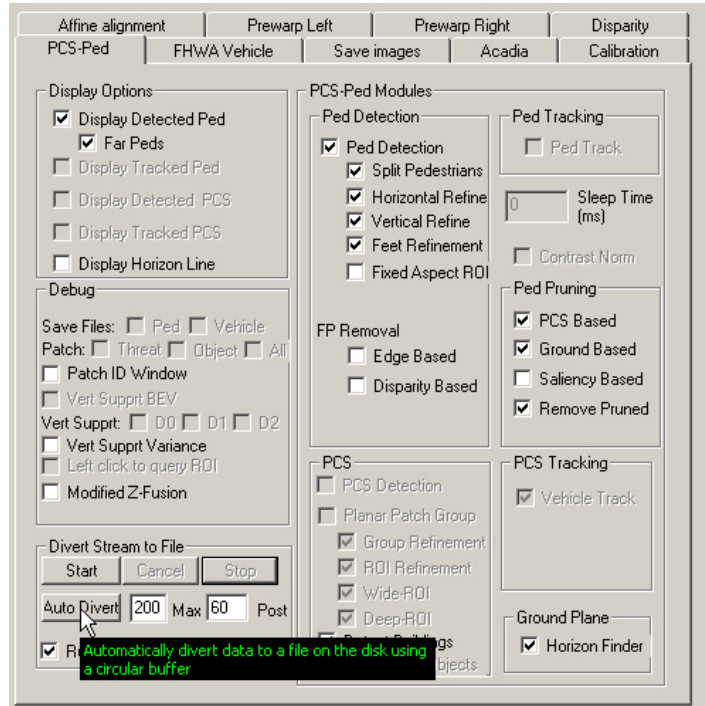 Affine alignment Prewarp Left Prewarp Right Disparity
PCS-Ped FHWA Vehicle Save images Acadia Calibration
Display Options
Display Detected Ped
Far Peds
Display Tracked Ped
Display Detected PCS
Display Tracked PCS
Display Horizon Line
Debug
Save Files: Ped Vehicle
Patch: Threat Object All
Patch ID Window
Vert Supprt BEV
Vert Supprt: D0 D1 D2
Vert Supprt Variance
Left click to query ROI
Modified Z-Fusion
Divert Stream to File
Start Cancel Stop
Auto Divert 200 Max 60 Post
Automatically divert data to a file on the disk using
a circular buffer
PCS-Ped Modules
Ped Detection
Ped Detection
Split Pedestrians
Horizontal Refine
Vertical Refine
Feet Refinement
Fixed Aspect ROI
FP Removal
Edge Based
Disparity Based
PCS
PCS Detection
Planar Patch Group
Group Refinement
ROI Refinement
Wide-ROI
Deep-ROI
Ped Tracking
Ped Track
0 Sleep Time
(ms)
Contrast Norm
Ped Pruning
PCS Based
Ground Based
Saliency Based
Remove Pruned
PCS Tracking
Vehicle Track
Ground Plane
Horizon Finder